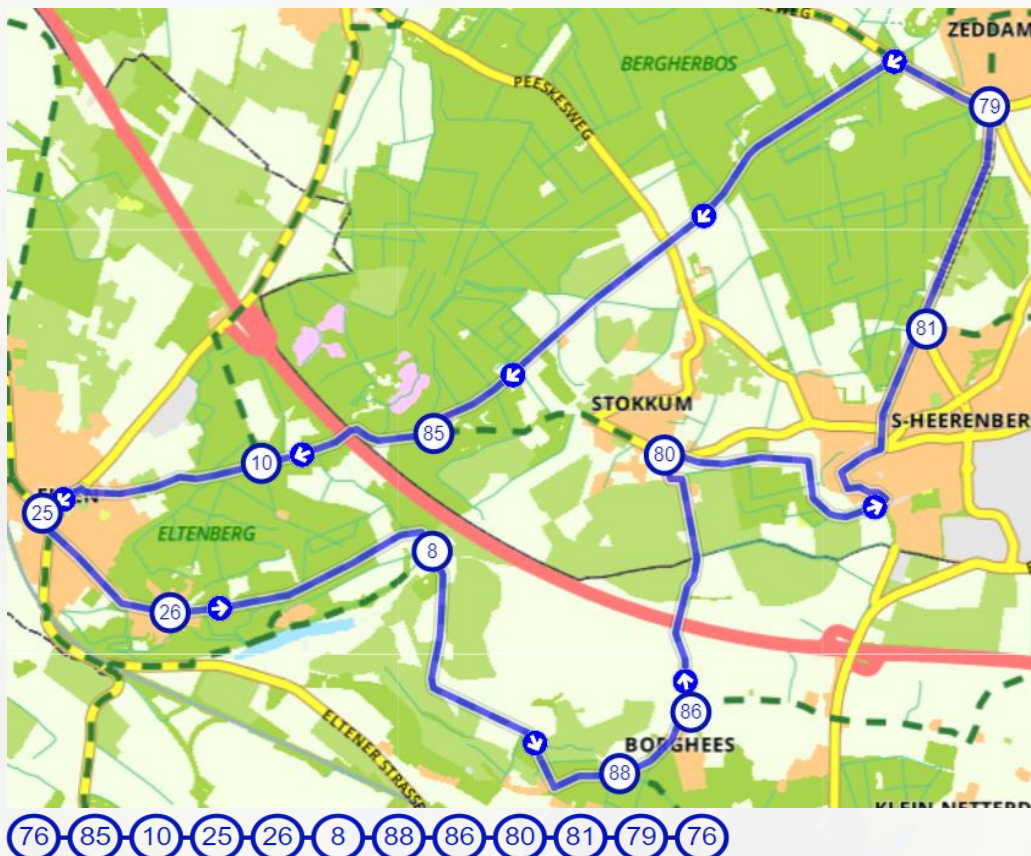 ZEDDAM
BERGHERBOS
PEESKESWEG
79
81
STOKKUM
S-HEERENBER
85
80
10
25
ELTENBERG
8
26
86
BORGHEES
88
ELTENER STRASSE
KLEIN-NETTERD
76 85 10 25 26 8 88 86 80 81 79 76